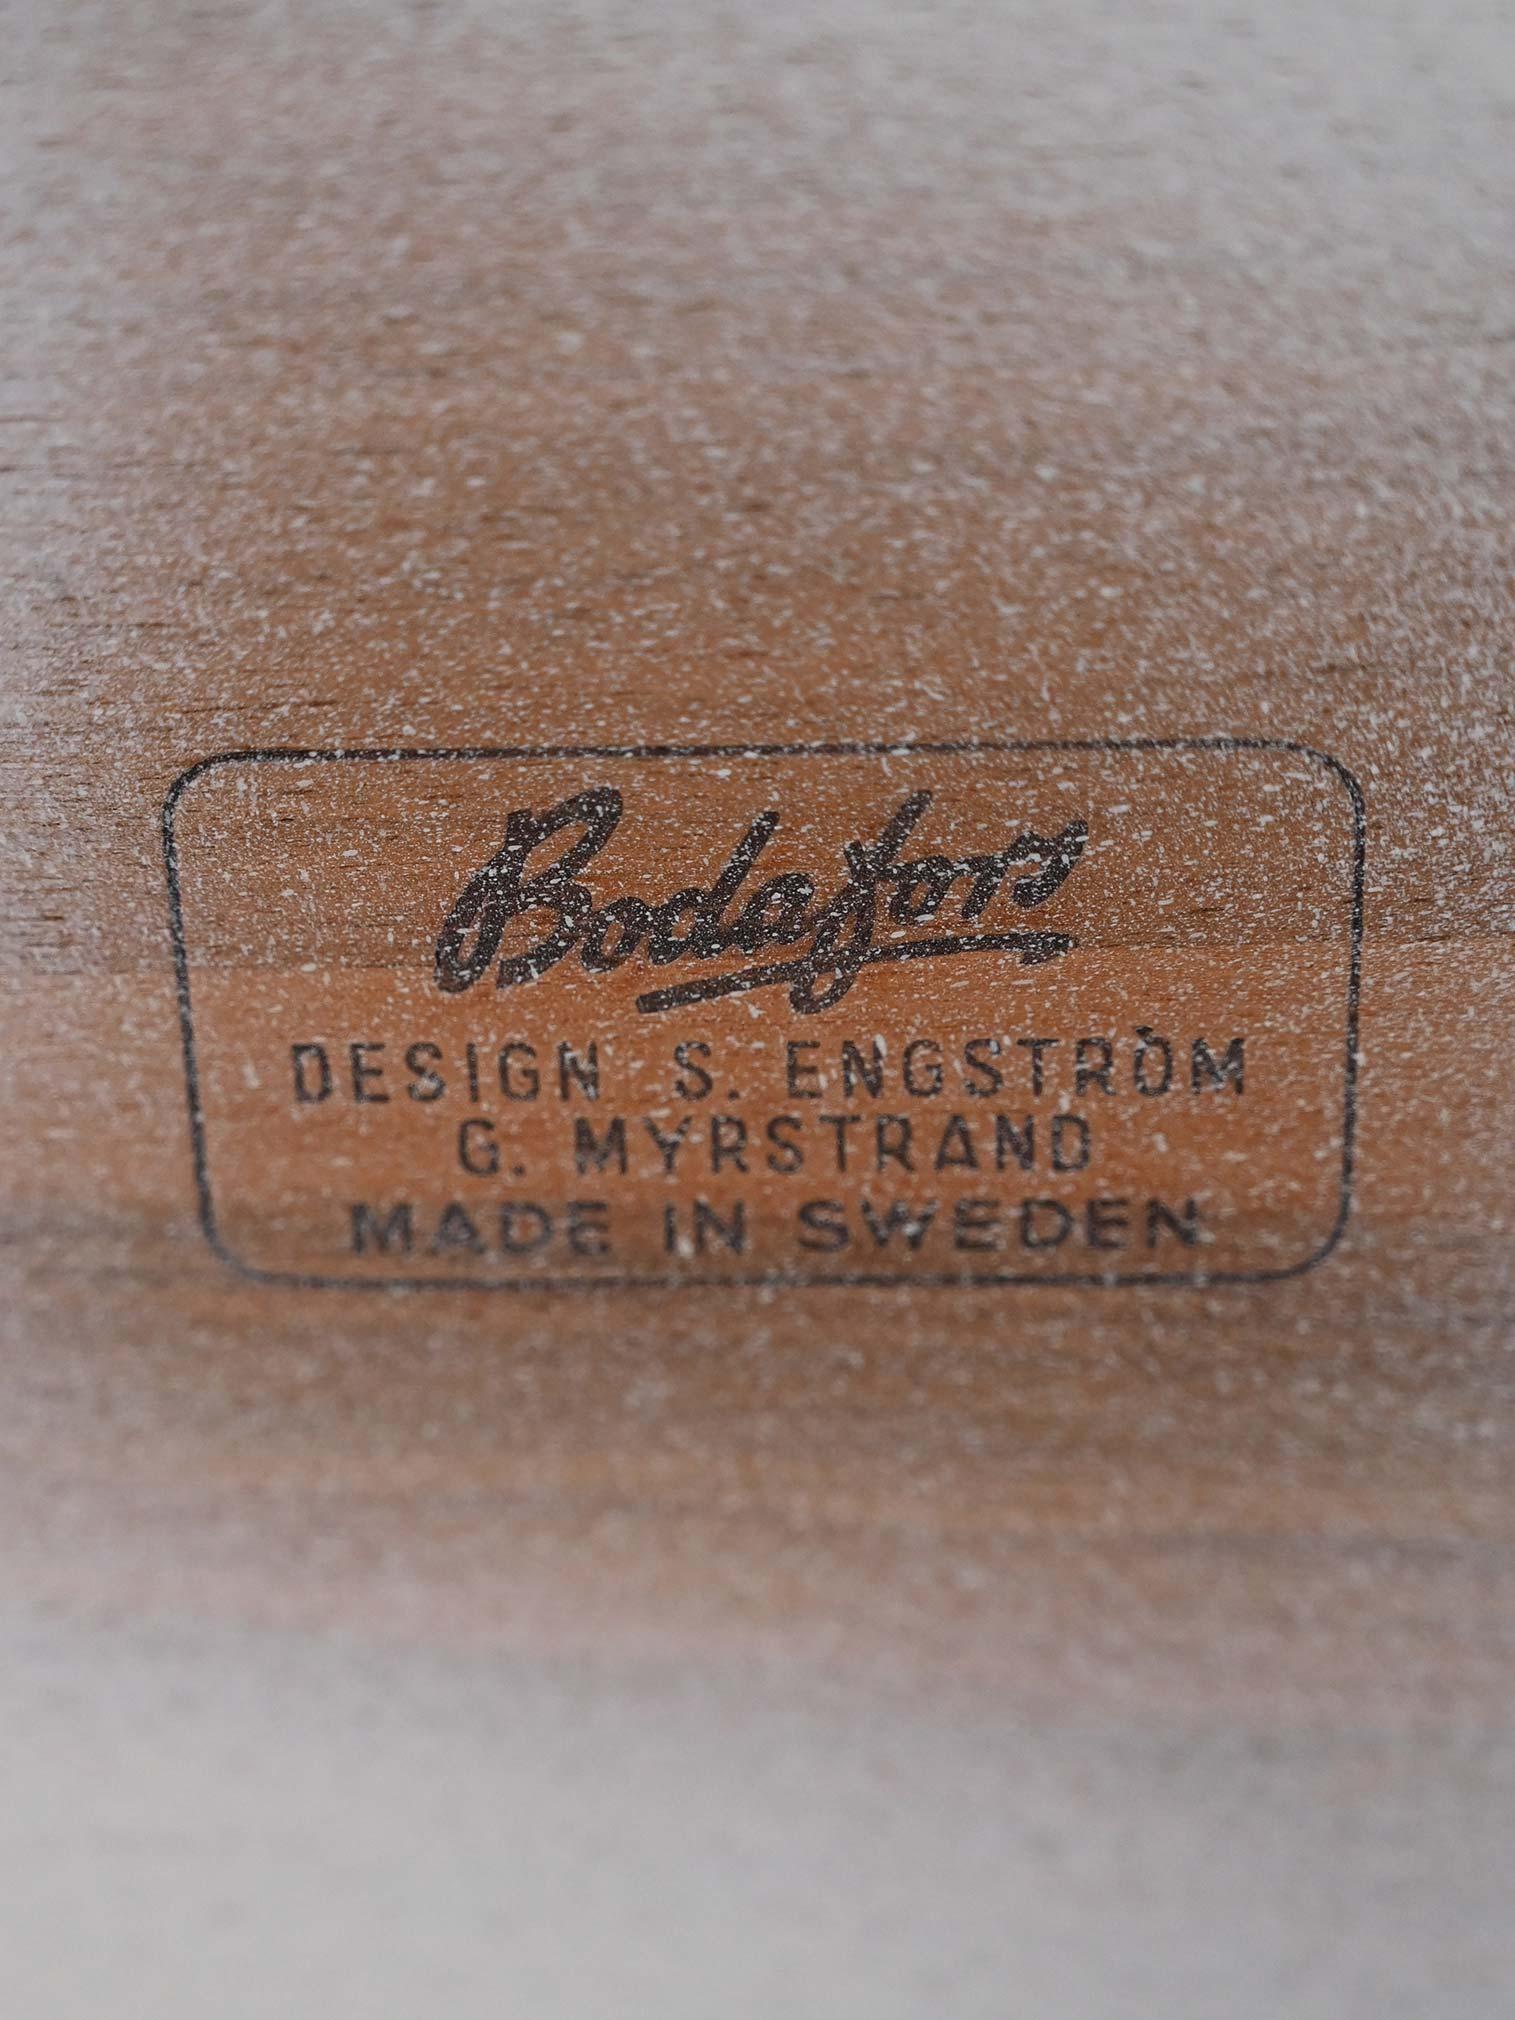 Bodafors
DESIGN S. ENGSTRÖM
G. MYRSTRAND
MADE IN SWEDEN